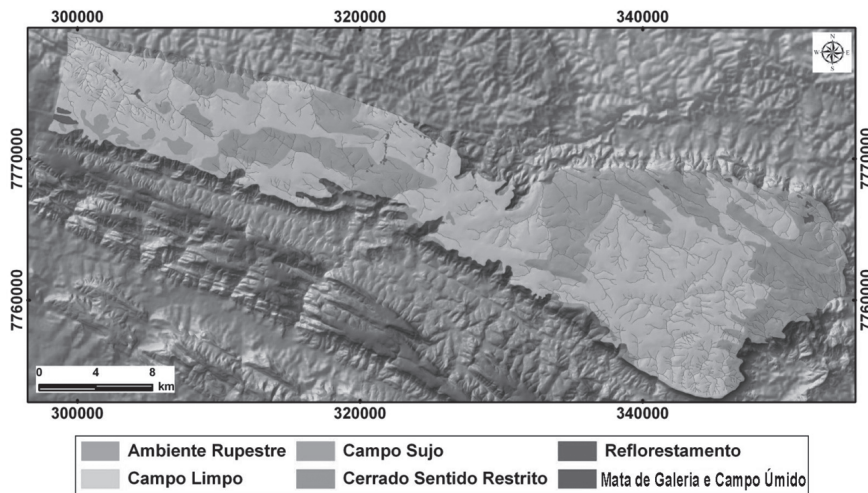 300000 320000 340000
N
W E
S
7770000 7770000
7760000 7760000
0 4 8
km
300000 320000 340000
Ambiente Rupestre Campo Sujo Reflorestamento
Campo Limpo Cerrado Sentido Restrito Mata de Galeria e Campo Úmido